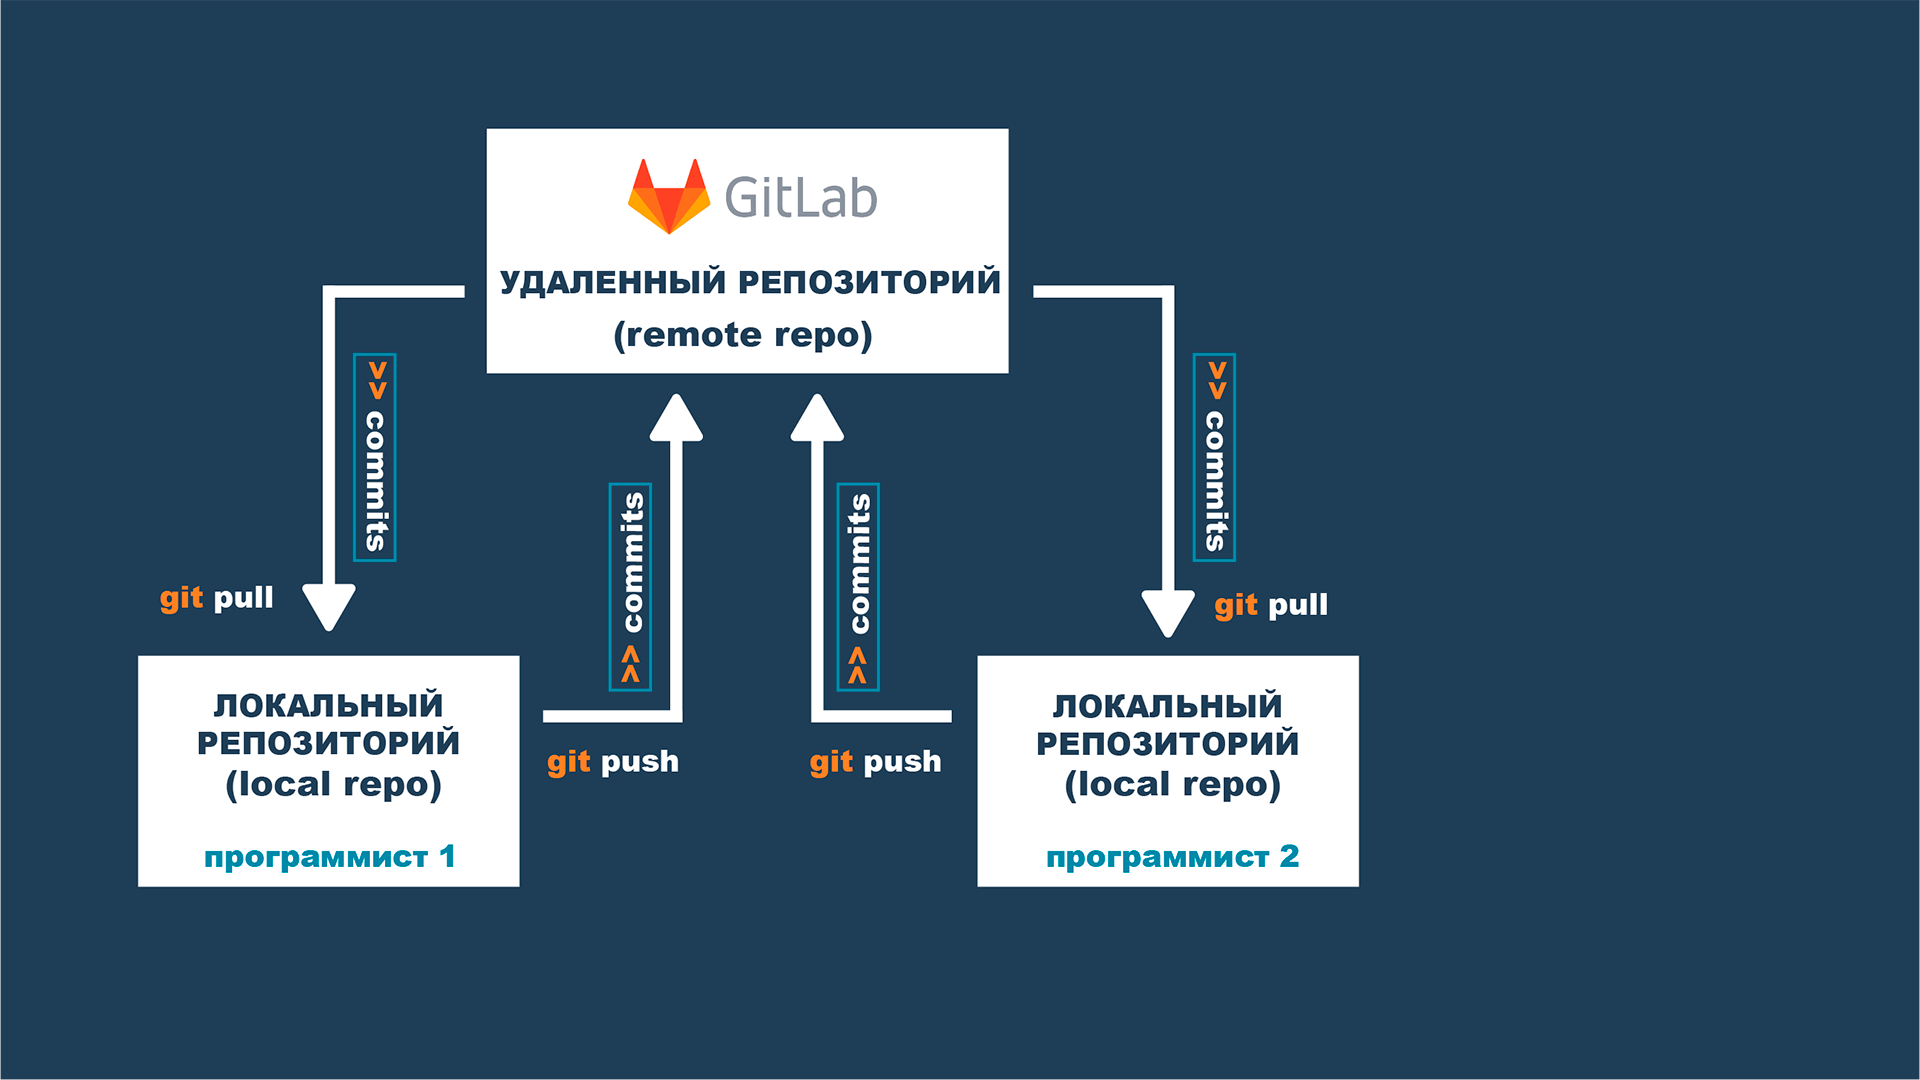 GitLab
УДАЛЕННЫЙ РЕПОЗИТОРИЙ
(remote repo)
>> commits
>> commits
>> commits
>> commits
git pull
git pull
ЛОКАЛЬНЫЙ
РЕПОЗИТОРИЙ
(local repo)
программист 1
git push
git push
ЛОКАЛЬНЫЙ
РЕПОЗИТОРИЙ
(local repo)
программист 2